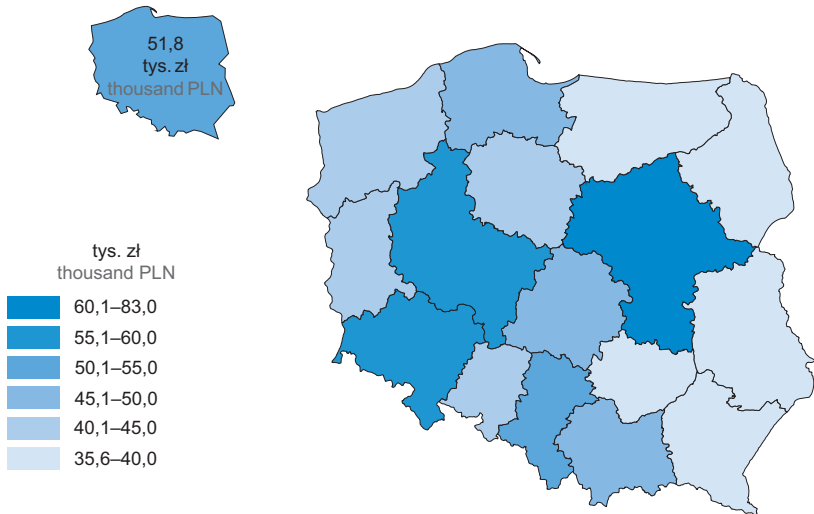 51,8
tys. zł
thousand PLN
tys. zł
thousand PLN
60,1–83,0
55,1–60,0
50,1–55,0
45,1–50,0
40,1–45,0
35,6–40,0